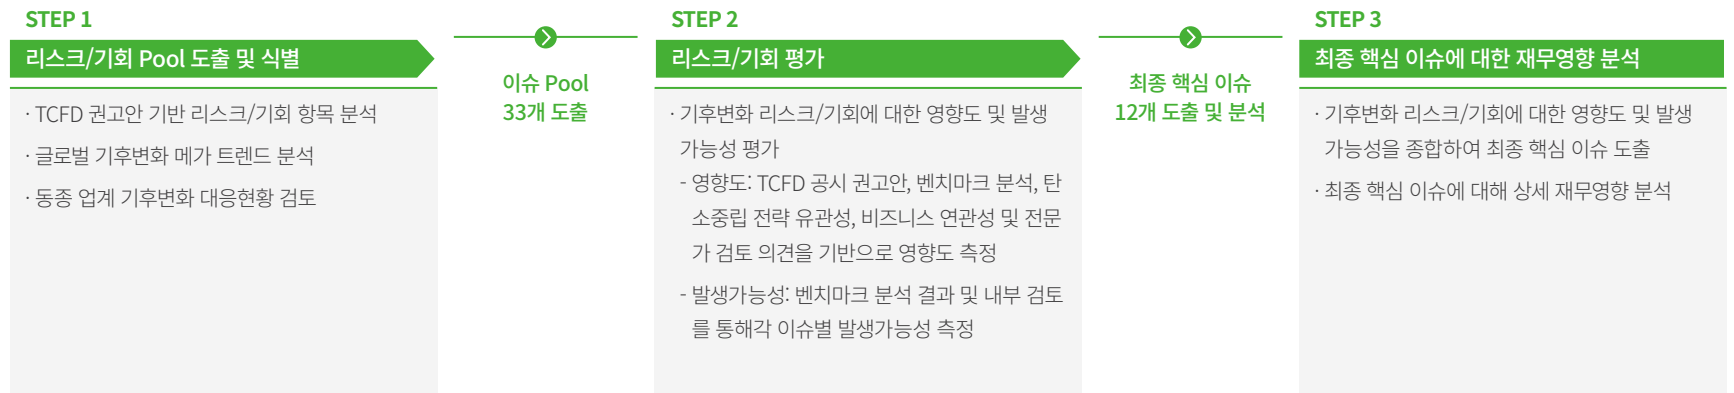 STEP 1
리스크/기회 Pool 도출 및 식별
· TCFD 권고안 기반 리스크/기회 항목 분석
· 글로벌 기후변화 메가 트렌드 분석
· 동종 업계 기후변화 대응현황 검토
이슈 Pool
33개 도출
STEP 2
리스크/기회 평가
· 기후변화 리스크/기회에 대한 영향도 및 발생
가능성 평가
- 영향도: TCFD 공시 권고안, 벤치마크 분석, 탄
소중립 전략 유관성, 비즈니스 연관성 및 전문
가 검토 의견을 기반으로 영향도 측정
- 발생가능성: 벤치마크 분석 결과 및 내부 검토
를 통해각 이슈별 발생가능성 측정
최종 핵심 이슈
12개 도출 및 분석
STEP 3
최종 핵심 이슈에 대한 재무영향 분석
· 기후변화 리스크/기회에 대한 영향도 및 발생
가능성을 종합하여 최종 핵심 이슈 도출
· 최종 핵심 이슈에 대해 상세 재무영향 분석